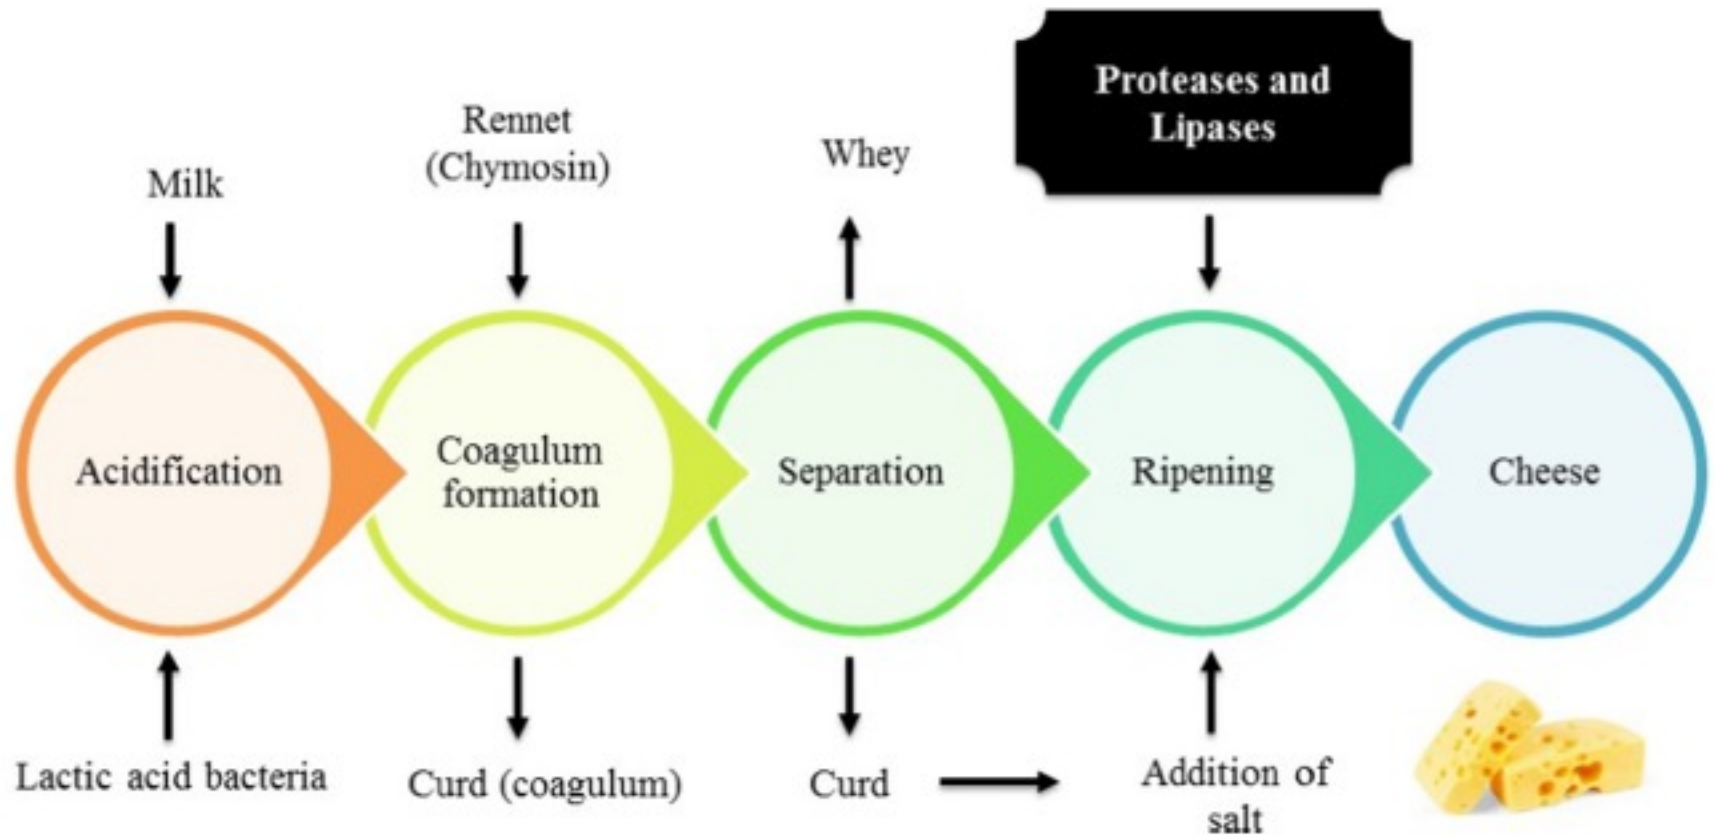 Proteases and
Lipases
Rennet
(Chymosin)
Whey
Milk
Acidification
Coagulum
formation
Separation
Ripening
Cheese
Lactic acid bacteria
Curd (coagulum)
Curd
Addition of
salt